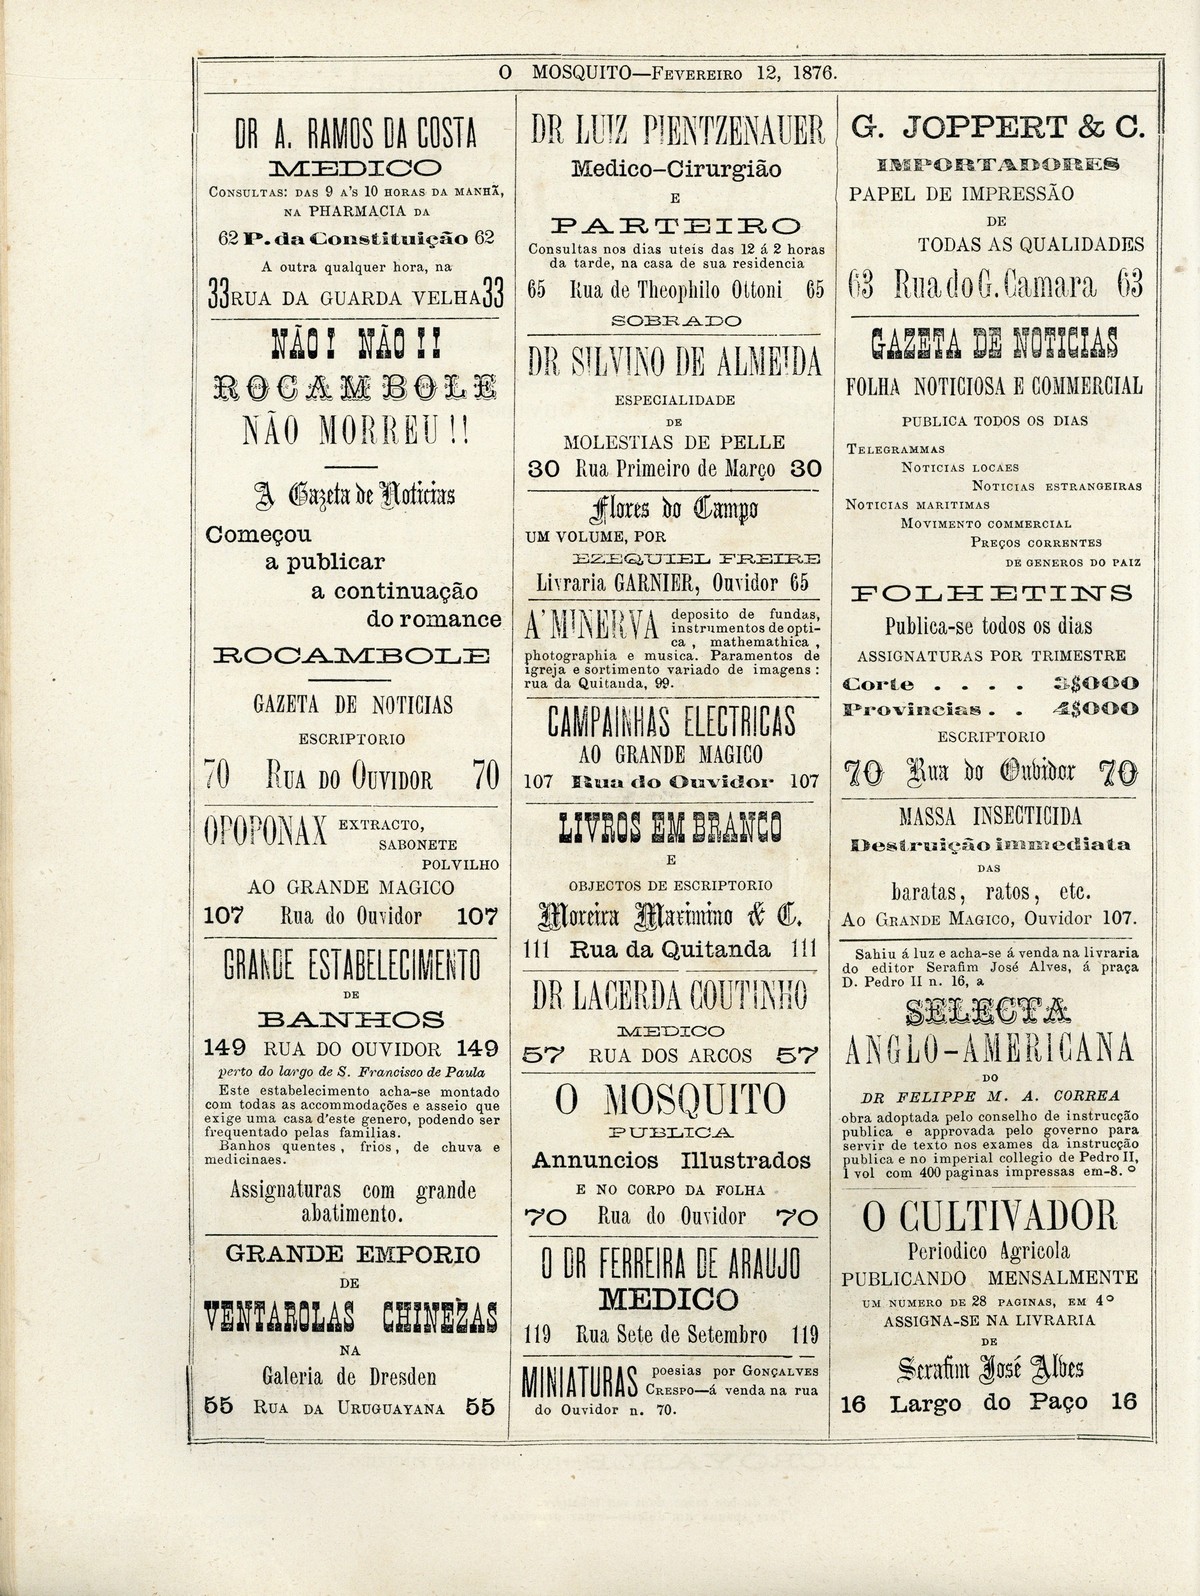 O MOSQUITO—FEVEREIRO 12, 1876.
DR A. RAMOS DA COSTA
MEDICO
CONSULTAS: DAS 9 A'S 10 HORAS DA MANHÃ,
NA PHARMACIA DA
62 P. da Constituição 62
A outra qualquer hora, na
33 RUA DA GUARDA VELHA 33
NÃO! NÃO!!
ROCAMBOLE
NÃO MORREU!!
A Gazeta de Noticias
Começou
a publicar
a continuação
do romance
ROCAMBOLE
GAZETA DE NOTICIAS
ESCRIPTORIO
70 RUA DO OUVIDOR 70
OPOPONAX EXTRACTO,
SABONETE
POLVILHO
AO GRANDE MAGICO
107 Rua do Ouvidor 107
GRANDE ESTABELECIMENTO
DE
BANHOS
149 RUA DO OUVIDOR 149
perto do largo de S. Francisco de Paula
Este estabelecimento acha-se montado
com todas as accommodações e asseio que
exige uma casa d'este genero, podendo ser
frequentado pelas familias.
Banhos quentes, frios, de chuva e
medicinaes.
Assignaturas com grande
abatimento.
GRANDE EMPORIO
DE
VENTAROLAS CHINEZAS
NA
Galeria de Dresden
55 RUA DA URUGUAYANA 55
DR LUIZ PIENTZENAUER
Medico-Cirurgião
E
PARTEIRO
Consultas nos dias uteis das 12 á 2 horas
da tarde, na casa de sua residencia
65 Rua de Theophilo Ottoni 65
SOBRADO
DR SILVINO DE ALMEIDA
ESPECIALIDADE
DE
MOLESTIAS DE PELLE
30 Rua Primeiro de Março 30
Flores do Campo
UM VOLUME, POR
EZEQUIEL FREIRE
Livraria GARNIER, Ouvidor 65
A' MINERVA deposito de fundas,
instrumentos de opti-
ca, mathemathica,
photographia e musica. Paramentos de
igreja e sortimento variado de imagens:
rua da Quitanda, 99.
CAMPAINHAS ELECTRICAS
AO GRANDE MAGICO
107 Rua do Ouvidor 107
LIVROS EM BRANCO
E
OBJECTOS DE ESCRIPTORIO
Moreira Maximino & C.
111 Rua da Quitanda 111
DR LACERDA COUTINHO
MEDICO
57 RUA DOS ARCOS 57
O MOSQUITO
PUBLICA
Annuncios Illustrados
E NO CORPO DA FOLHA
70 Rua do Ouvidor 70
O DR FERREIRA DE ARAUJO
MEDICO
119 Rua Sete de Setembro 119
MINIATURAS poesias por GONÇALVES
CRESPO—á venda na rua
do Ouvidor n. 70.
G. JOPPERT & C.
IMPORTADORES
PAPEL DE IMPRESSÃO
DE
TODAS AS QUALIDADES
63 Rua do G. Camara 63
GAZETA DE NOTICIAS
FOLHA NOTICIOSA E COMMERCIAL
PUBLICA TODOS OS DIAS
TELEGRAMMAS
NOTICIAS LOCAES
NOTICIAS ESTRANGEIRAS
NOTICIAS MARITIMAS
MOVIMENTO COMMERCIAL
PREÇOS CORRENTES
DE GENEROS DO PAIZ
FOLHETINS
Publica-se todos os dias
ASSIGNATURAS POR TRIMESTRE
Corte . . . . 3$000
Provincias . . 4$000
ESCRIPTORIO
70 Rua do Ouvidor 70
MASSA INSECTICIDA
Destruição immediata
DAS
baratas, ratos, etc.
AO GRANDE MAGICO, Ouvidor 107.
Sahiu á luz e acha-se á venda na livraria
do editor Serafim José Alves, á praça
D. Pedro II n. 16, a
SELECTA
ANGLO-AMERICANA
DO
DR FELIPPE M. A. CORREA
obra adoptada pelo conselho de instrucção
publica e approvada pelo governo para
servir de texto nos exames da instrucção
publica e no imperial collegio de Pedro II,
1 vol com 400 paginas impressas em-8.º
O CULTIVADOR
Periodico Agricola
PUBLICANDO MENSALMENTE
UM NUMERO DE 28 PAGINAS, EM 4º
ASSIGNA-SE NA LIVRARIA
DE
Serafim José Alves
16 Largo do Paço 16